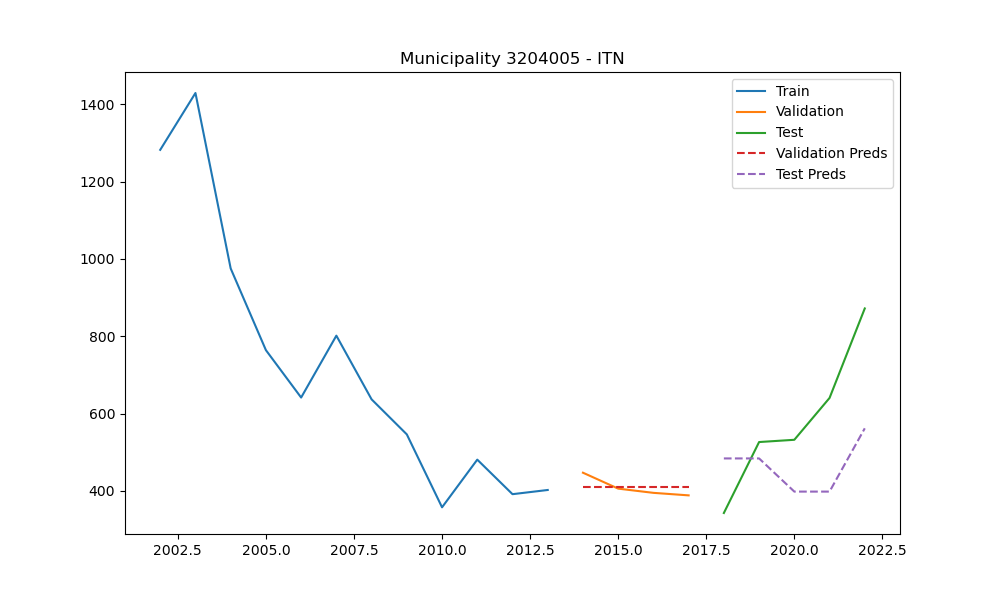 Municipality 3204005 - ITN
Train
Validation
Test
Validation Preds
Test Preds
1400
1200
1000
800
600
400
2002.5 2005.0 2007.5 2010.0 2012.5 2015.0 2017.5 2020.0 2022.5